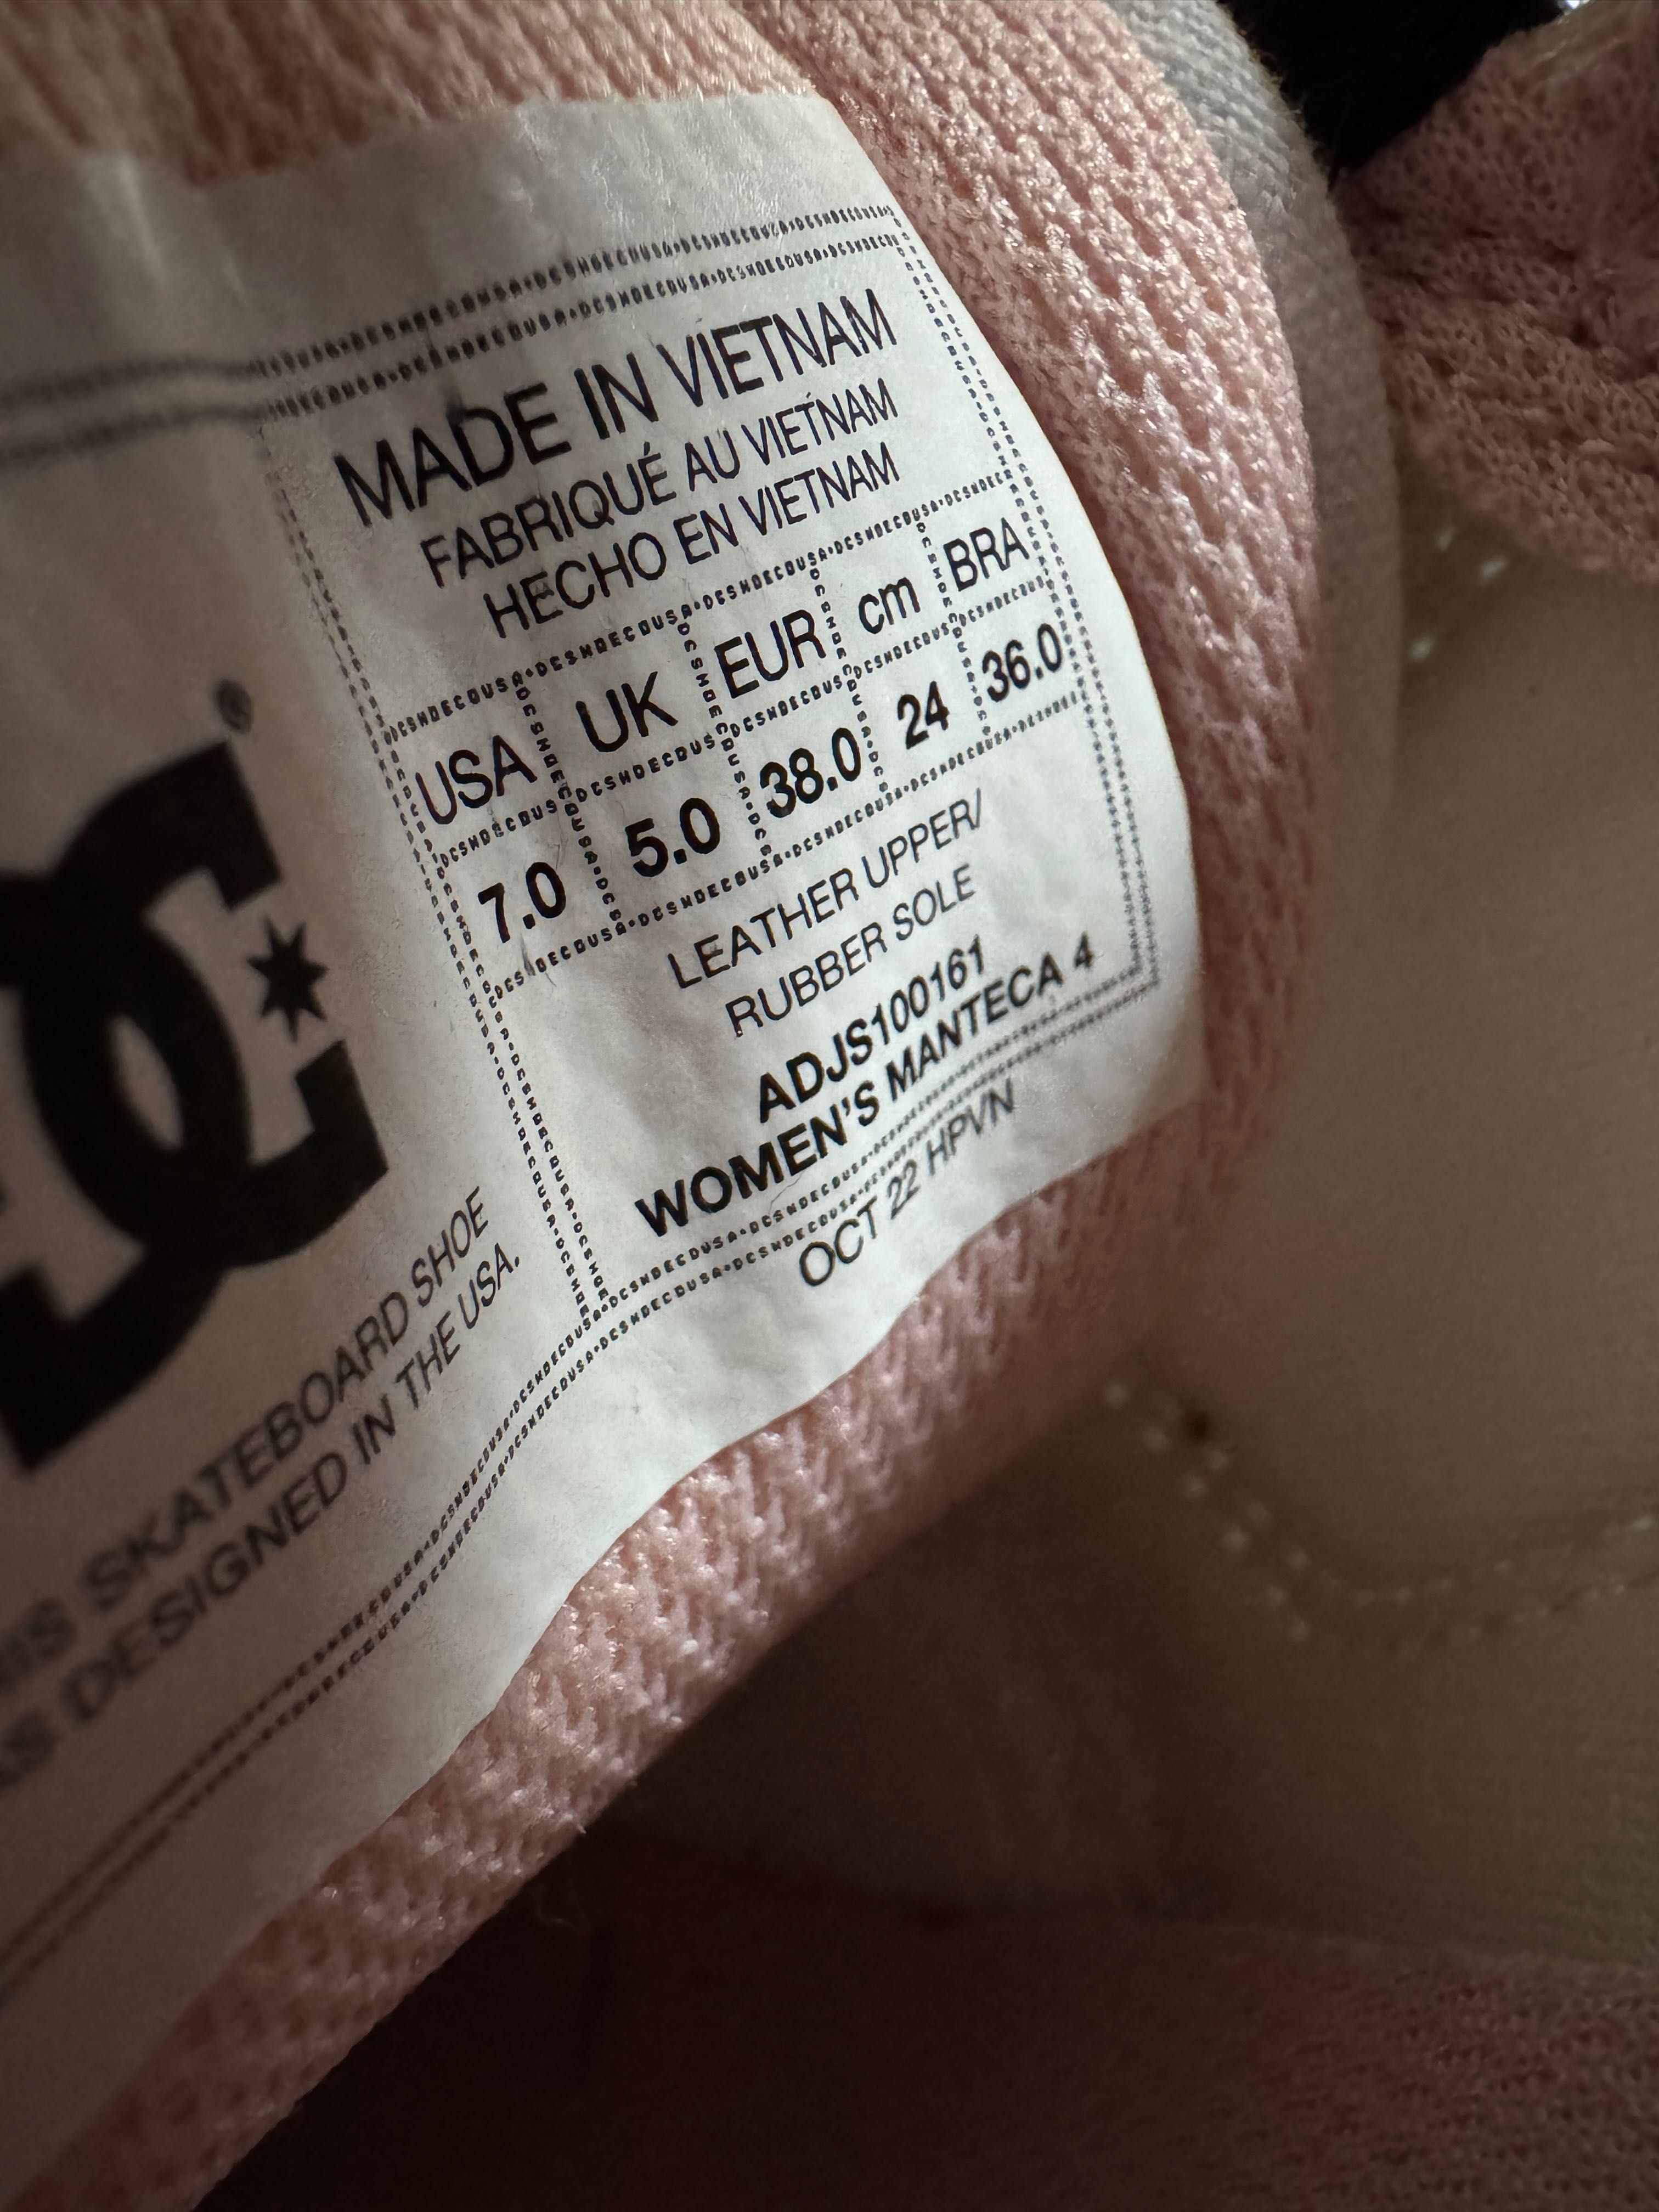 MADE IN VIETNAM
FABRIQUÉ AU VIETNAM
HECHO EN VIETNAM
USA UK EUR cm BRA
7.0 5.0 38.0 24 36.0
LEATHER UPPER/
RUBBER SOLE
ADJS100161
WOMEN'S MANTECA 4
OCT 22 HPVN
DC®
SKATEBOARD SHOE
DESIGNED IN THE USA.